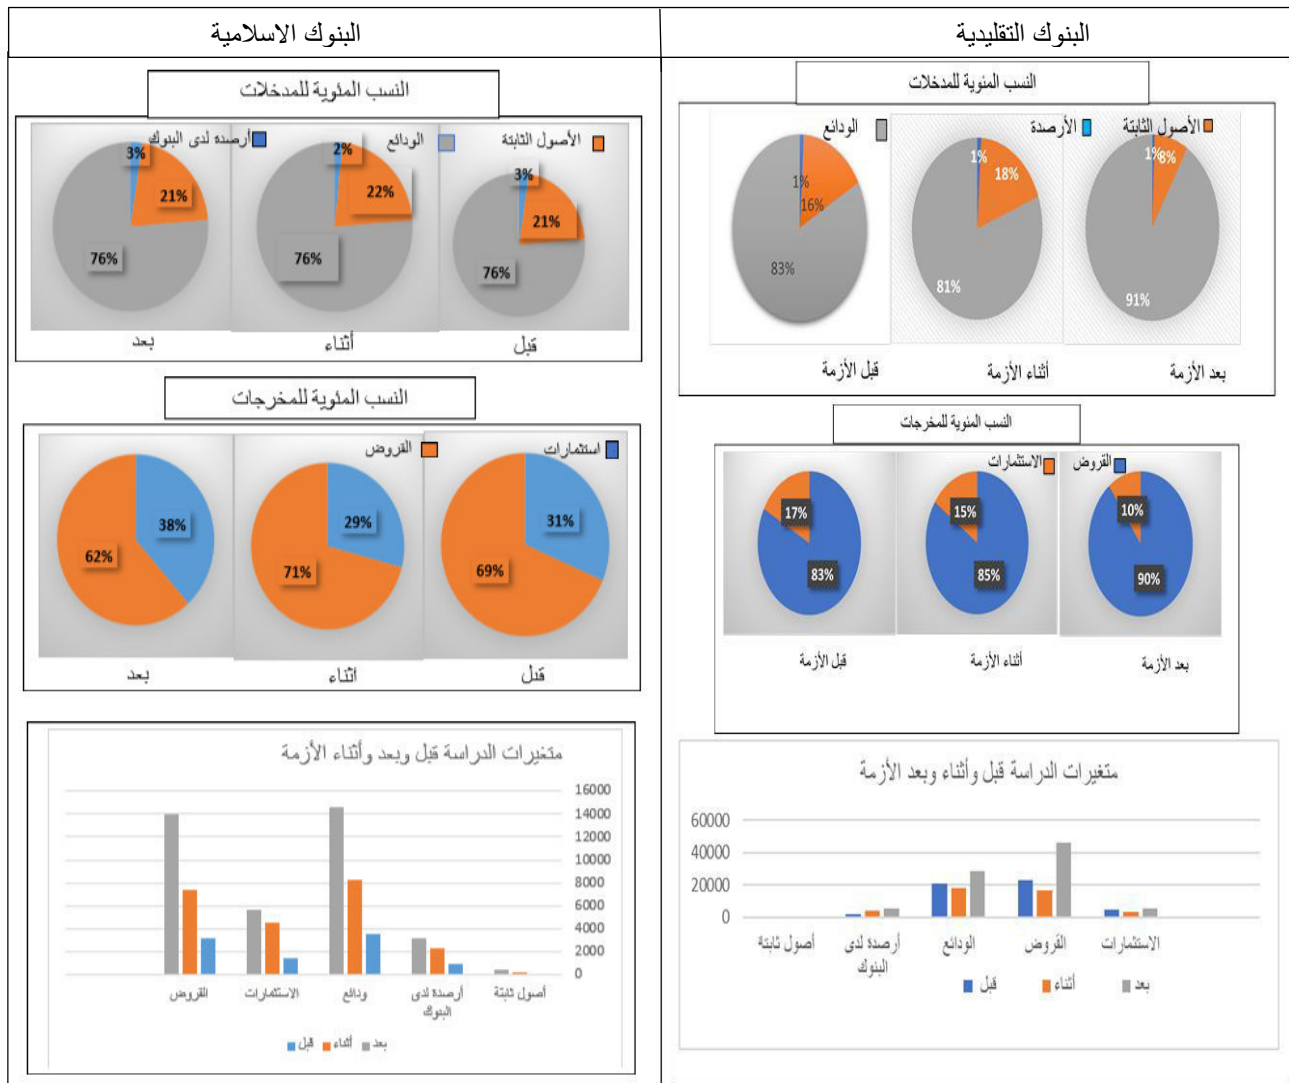 البنوك التقليدية
البنوك الاسلامية
النسب المئوية للمدخلات
الأصول الثابتة
الأرصدة
الودائع
1%
16%
83%
1%
18%
81%
1%
8%
91%
قبل الأزمة
أثناء الأزمة
بعد الأزمة
النسب المئوية للمخرجات
القروض
الاستثمارات
17%
83%
15%
85%
10%
90%
قبل الأزمة
أثناء الأزمة
بعد الأزمة
متغيرات الدراسة قبل وأثناء وبعد الأزمة
60000
40000
20000
0
أصول ثابتة
أرصدة لدى
البنوك
الودائع
القروض
الاستثمارات
قبل
أثناء
بعد
النسب المئوية للمدخلات
الأصول الثابتة
الودائع
أرصدة لدى البنوك
3%
21%
76%
2%
22%
76%
3%
21%
76%
قبل
أثناء
بعد
النسب المئوية للمخرجات
استثمارات
القروض
31%
69%
29%
71%
38%
62%
قبل
أثناء
بعد
متغيرات الدراسة قبل وبعد وأثناء الأزمة
16000
14000
12000
10000
8000
6000
4000
2000
0
أصول ثابتة
أرصدة لدى
البنوك
ودائع
الاستثمارات
القروض
بعد
أثناء
قبل